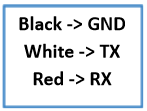 Black -> GND
White -> TX
Red -> RX